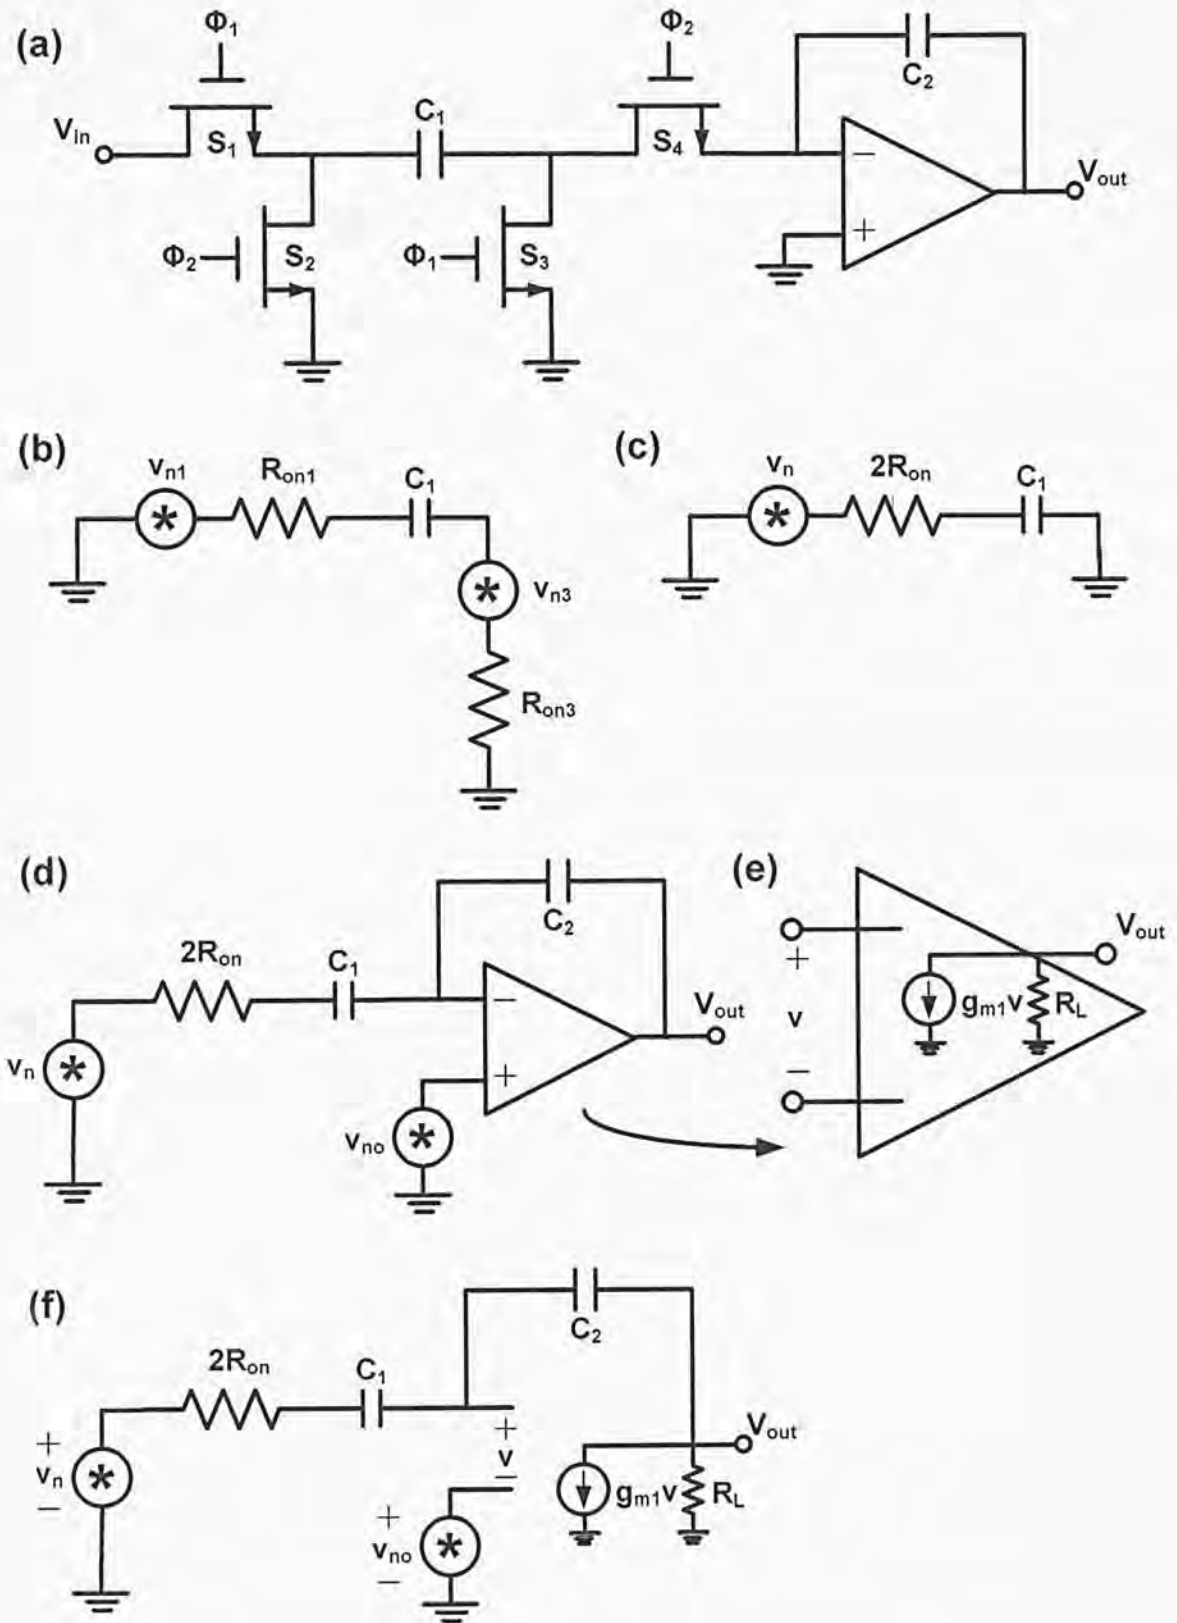 (a)
Φ1
Φ2
C2
C1
Vin
S1
S4
−
Vout
+
Φ2
S2
Φ1
S3
(b)
vn1
Ron1
C1
vn3
Ron3
(c)
vn
2Ron
C1
(d)
C2
2Ron
C1
−
Vout
vn
+
vno
(e)
Vout
+
gm1v
RL
v
−
(f)
C2
2Ron
C1
+
+
v
−
Vout
vn
gm1v
RL
−
+
vno
−